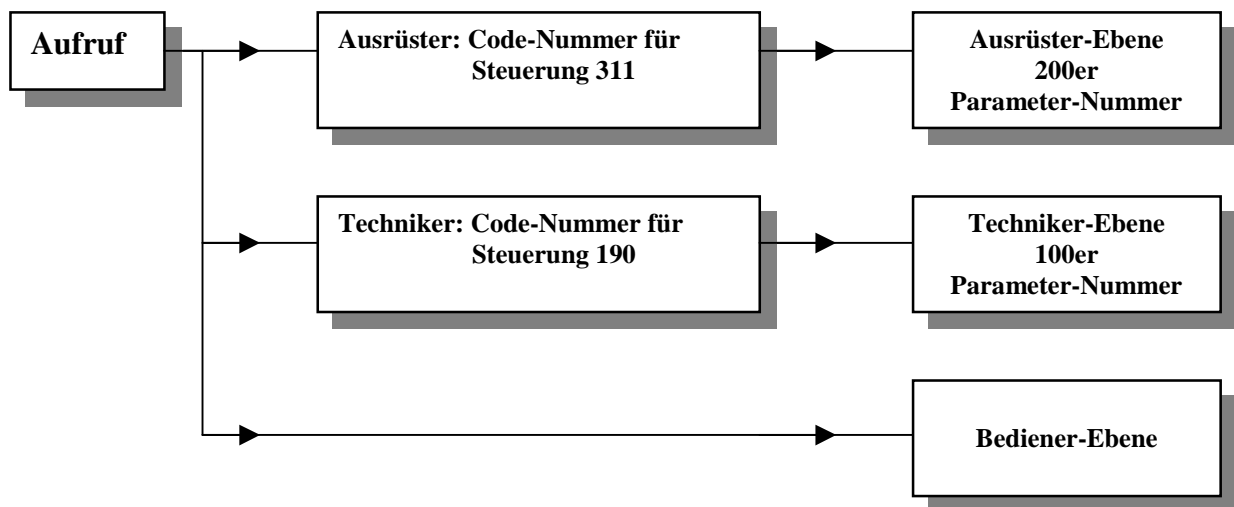 Aufruf
Ausrüster: Code-Nummer für
Steuerung 311
Ausrüster-Ebene
200er
Parameter-Nummer
Techniker: Code-Nummer für
Steuerung 190
Techniker-Ebene
100er
Parameter-Nummer
Bediener-Ebene